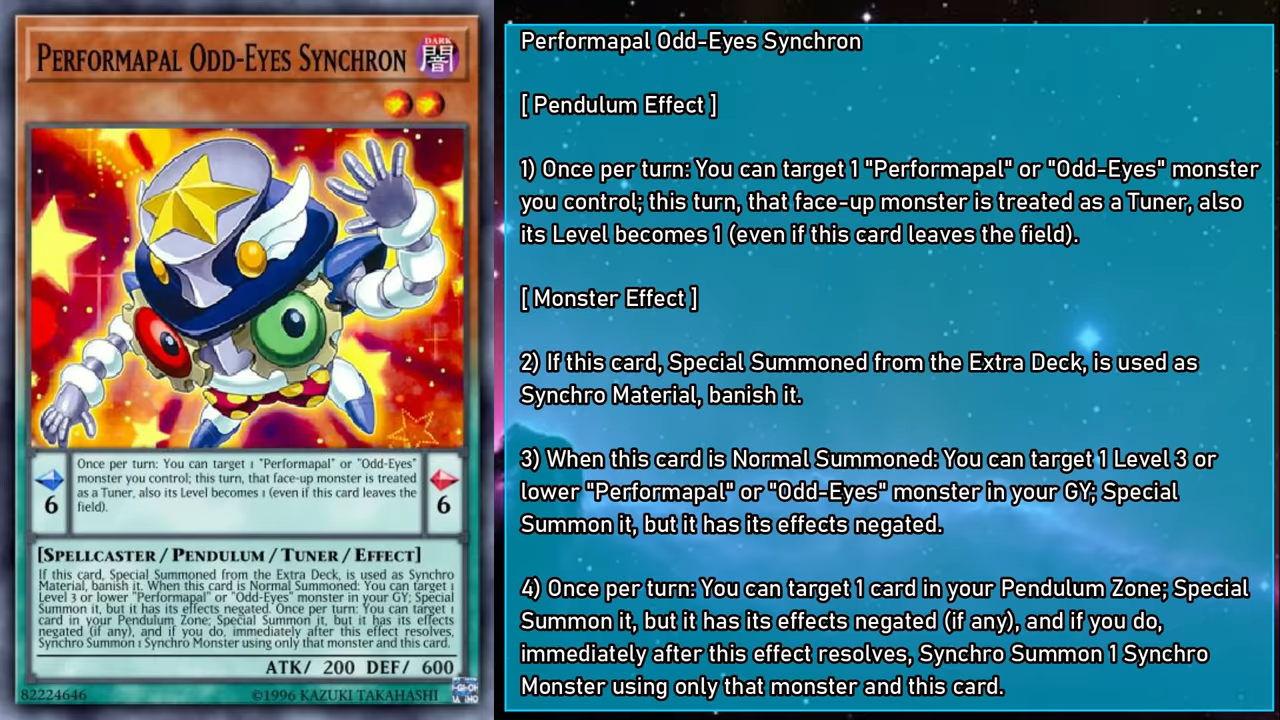 PERFORMAPAL ODD-EYES SYNCHRON
DARK
闇
Once per turn: You can target 1 "Performapal" or "Odd-Eyes"
monster you control; this turn, that face-up monster is treated
as a Tuner, also its Level becomes 1 (even if this card leaves the
field).
6
6
[SPELLCASTER / PENDULUM / TUNER / EFFECT]
If this card, Special Summoned from the Extra Deck, is used as Synchro
Material, banish it. When this card is Normal Summoned: You can target 1
Level 3 or lower "Performapal" or "Odd-Eyes" monster in your GY; Special
Summon it, but it has its effects negated. Once per turn: You can target 1
card in your Pendulum Zone; Special Summon it, but it has its effects
negated (if any), and if you do, immediately after this effect resolves,
Synchro Summon 1 Synchro Monster using only that monster and this card.
ATK/ 200 DEF/ 600
82224646
©1996 KAZUKI TAKAHASHI
Performapal Odd-Eyes Synchron
[ Pendulum Effect ]
1) Once per turn: You can target 1 "Performapal" or "Odd-Eyes" monster
you control; this turn, that face-up monster is treated as a Tuner, also
its Level becomes 1 (even if this card leaves the field).
[ Monster Effect ]
2) If this card, Special Summoned from the Extra Deck, is used as
Synchro Material, banish it.
3) When this card is Normal Summoned: You can target 1 Level 3 or
lower "Performapal" or "Odd-Eyes" monster in your GY; Special
Summon it, but it has its effects negated.
4) Once per turn: You can target 1 card in your Pendulum Zone; Special
Summon it, but it has its effects negated (if any), and if you do,
immediately after this effect resolves, Synchro Summon 1 Synchro
Monster using only that monster and this card.